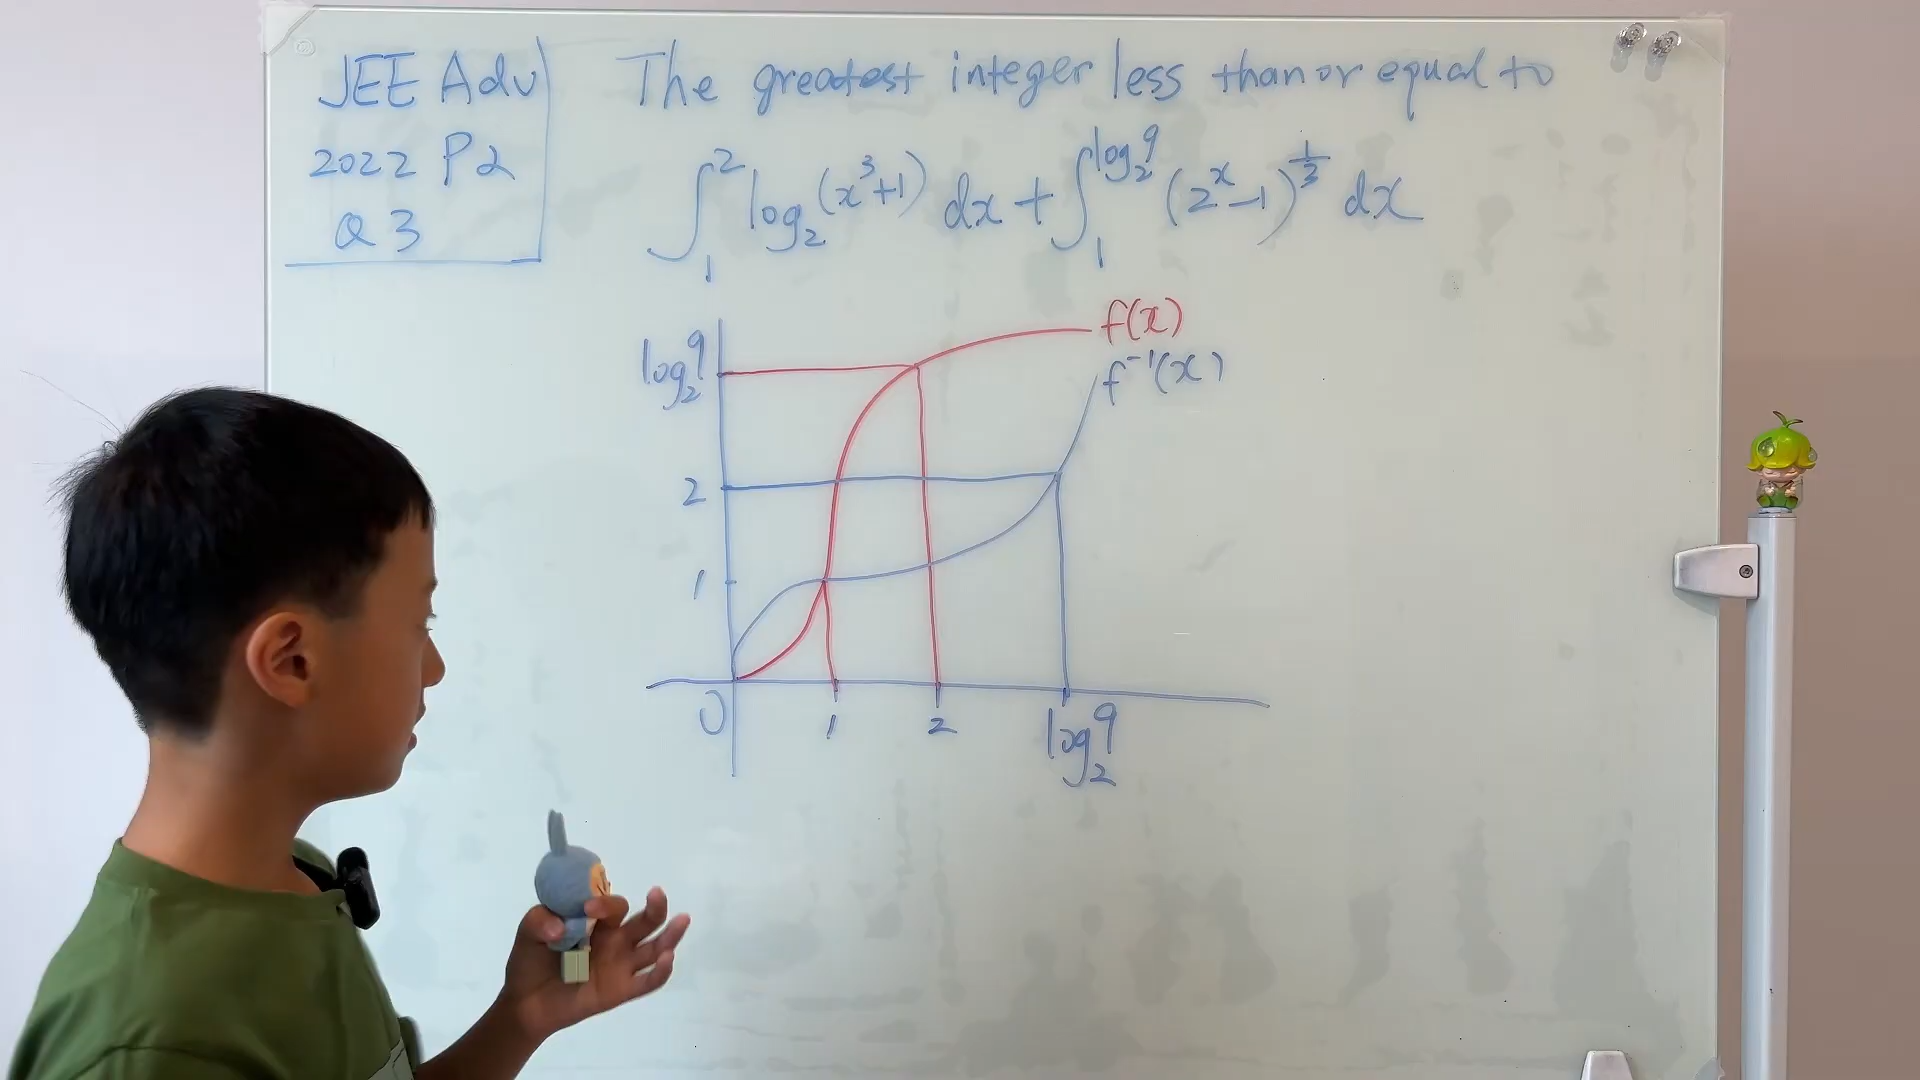 JEE Adv
2022 P2
Q3
The greatest integer less than or equal to
∫₁² log₂(x³+1) dx + ∫₁^(log₂9) (2ˣ-1)^(1/3) dx
f(x)
f⁻¹(x)
log₂9
2
1
0 1 2 log₂9